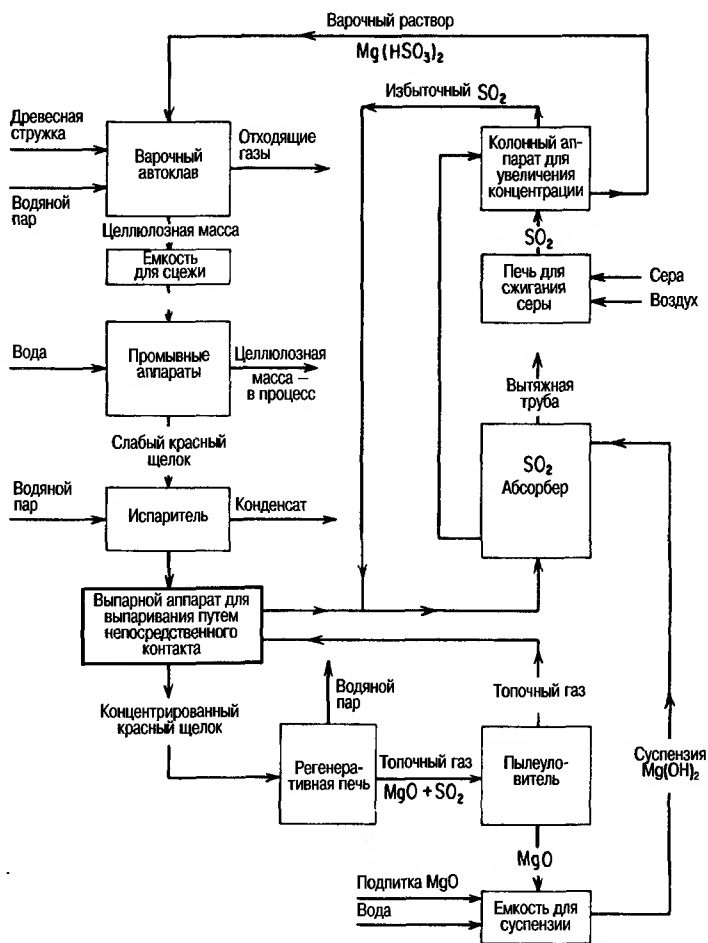 Варочный раствор
Mg(HSO₃)₂
Избыточный SO₂
Древесная
стружка
Водяной
пар
Варочный
автоклав
Отходящие
газы
Колонный ап-
парат для
увеличения
концентрации
Целлюлозная масса
Емкость
для сцежи
SO₂
Печь для
сжигания
серы
Сера
Воздух
Вода
Промывные
аппараты
Целлюлозная
масса –
в процесс
Вытяжная
труба
Слабый красный
щелок
SO₂
Абсорбер
Водяной
пар
Испаритель
Конденсат
Выпарной аппарат для
выпаривания путем
непосредственного
контакта
Концентрированный
красный щелок
Водяной
пар
Топочный газ
Регенера-
тивная печь
Топочный газ
MgO + SO₂
Пылеуло-
витель
Суспензия
Mg(OH)₂
MgO
Подпитка MgO
Вода
Емкость для
суспензии